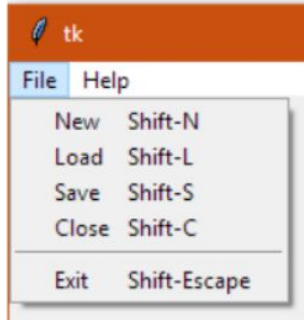 tk
File Help
New Shift-N
Load Shift-L
Save Shift-S
Close Shift-C
Exit Shift-Escape